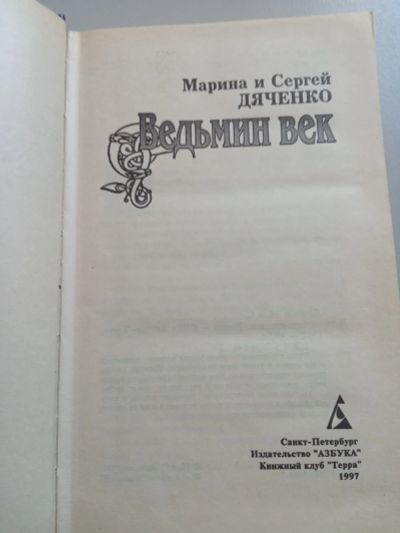 Марина и Сергей
ДЯЧЕНКО
Ведьмин век
Санкт-Петербург
Издательство "АЗБУКА"
Книжный клуб "Терра"
1997